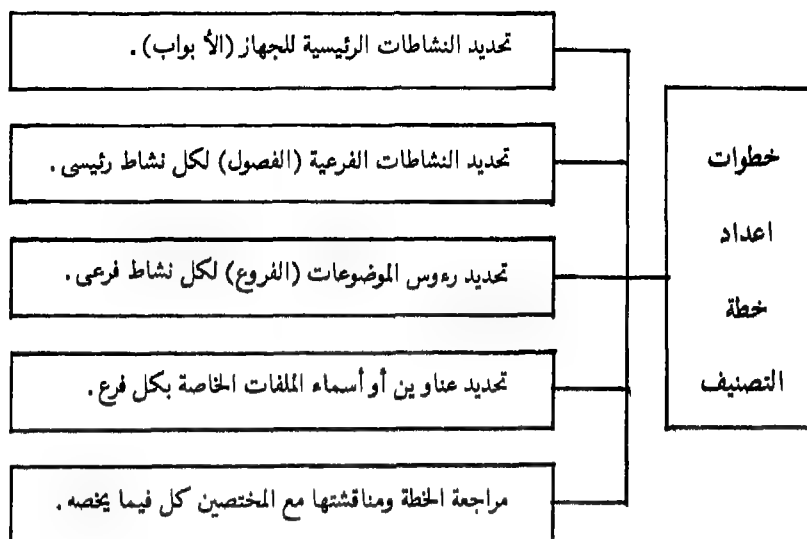 خطوات
اعداد
خطة
التصنيف
تحديد النشاطات الرئيسية للجهاز (الأ بواب) .
تحديد النشاطات الفرعية (الفصول) لكل نشاط رئيسى .
تحديد رءوس الموضوعات (الفروع) لكل نشاط فرعى .
تحديد عناو ين أو أسماء الملفات الخاصة بكل فرع .
مراجعة الخطة ومناقشتها مع المختصين كل فيما يخصه .